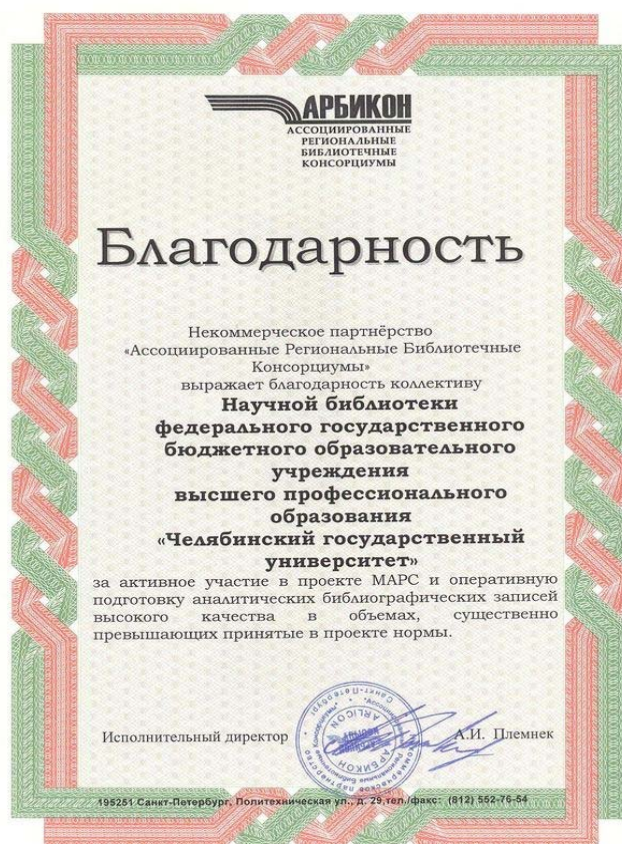 АРБИКОН
АССОЦИИРОВАННЫЕ
РЕГИОНАЛЬНЫЕ
БИБЛИОТЕЧНЫЕ
КОНСОРЦИУМЫ
Благодарность
Некоммерческое партнёрство
«Ассоциированные Региональные Библиотечные
Консорциумы»
выражает благодарность коллективу
Научной библиотеки
федерального государственного
бюджетного образовательного
учреждения
высшего профессионального
образования
«Челябинский государственный
университет»
за активное участие в проекте МАРС и оперативную
подготовку аналитических библиографических записей
высокого качества в объемах, существенно
превышающих принятые в проекте нормы.
Исполнительный директор
А.И. Племнек
ARLICON
АРБИКОН
195251 Санкт-Петербург, Политехническая ул., д. 29,тел./факс: (812) 552-76-54